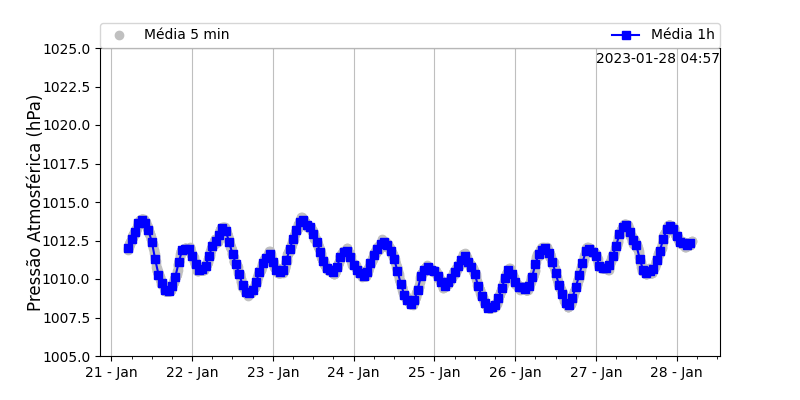 Média 5 min
Média 1h
2023-01-28 04:57
Pressão Atmosférica (hPa)
1025.0
1022.5
1020.0
1017.5
1015.0
1012.5
1010.0
1007.5
1005.0
21 - Jan
22 - Jan
23 - Jan
24 - Jan
25 - Jan
26 - Jan
27 - Jan
28 - Jan